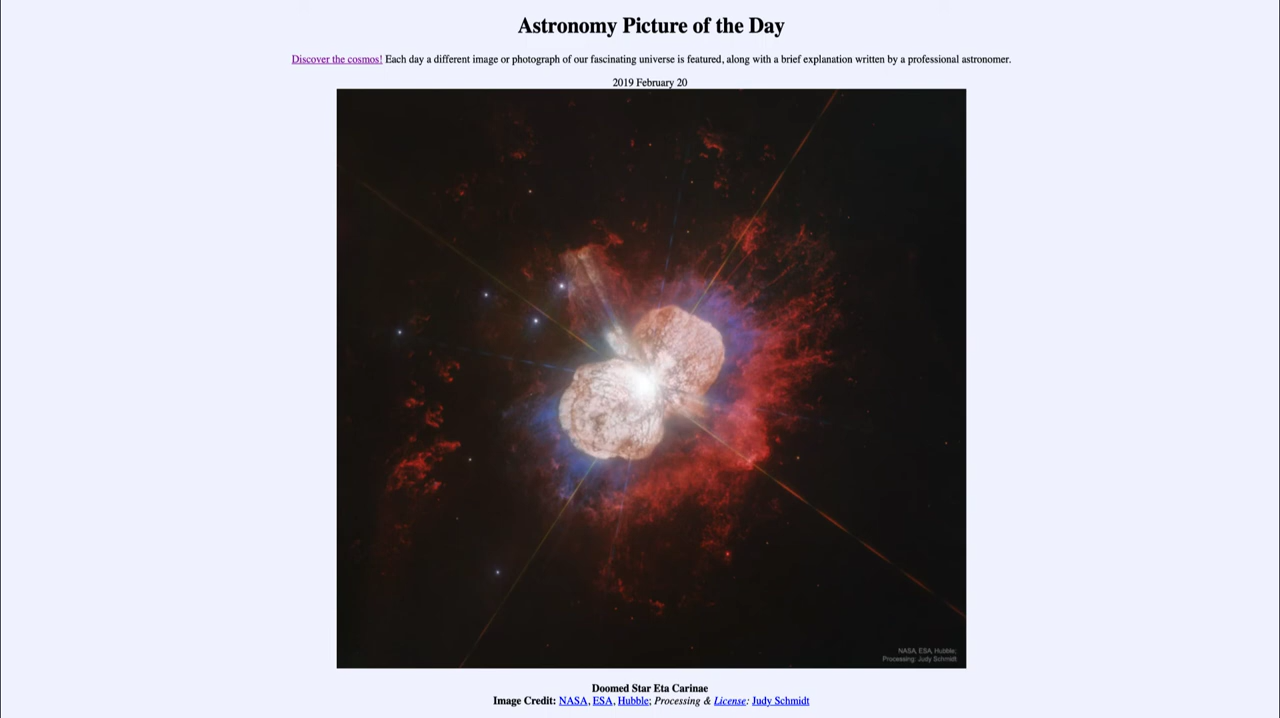 Astronomy Picture of the Day
Discover the cosmos! Each day a different image or photograph of our fascinating universe is featured, along with a brief explanation written by a professional astronomer.
2019 February 20
NASA, ESA, Hubble;
Processing: Judy Schmidt
Doomed Star Eta Carinae
Image Credit: NASA, ESA, Hubble; Processing & License: Judy Schmidt